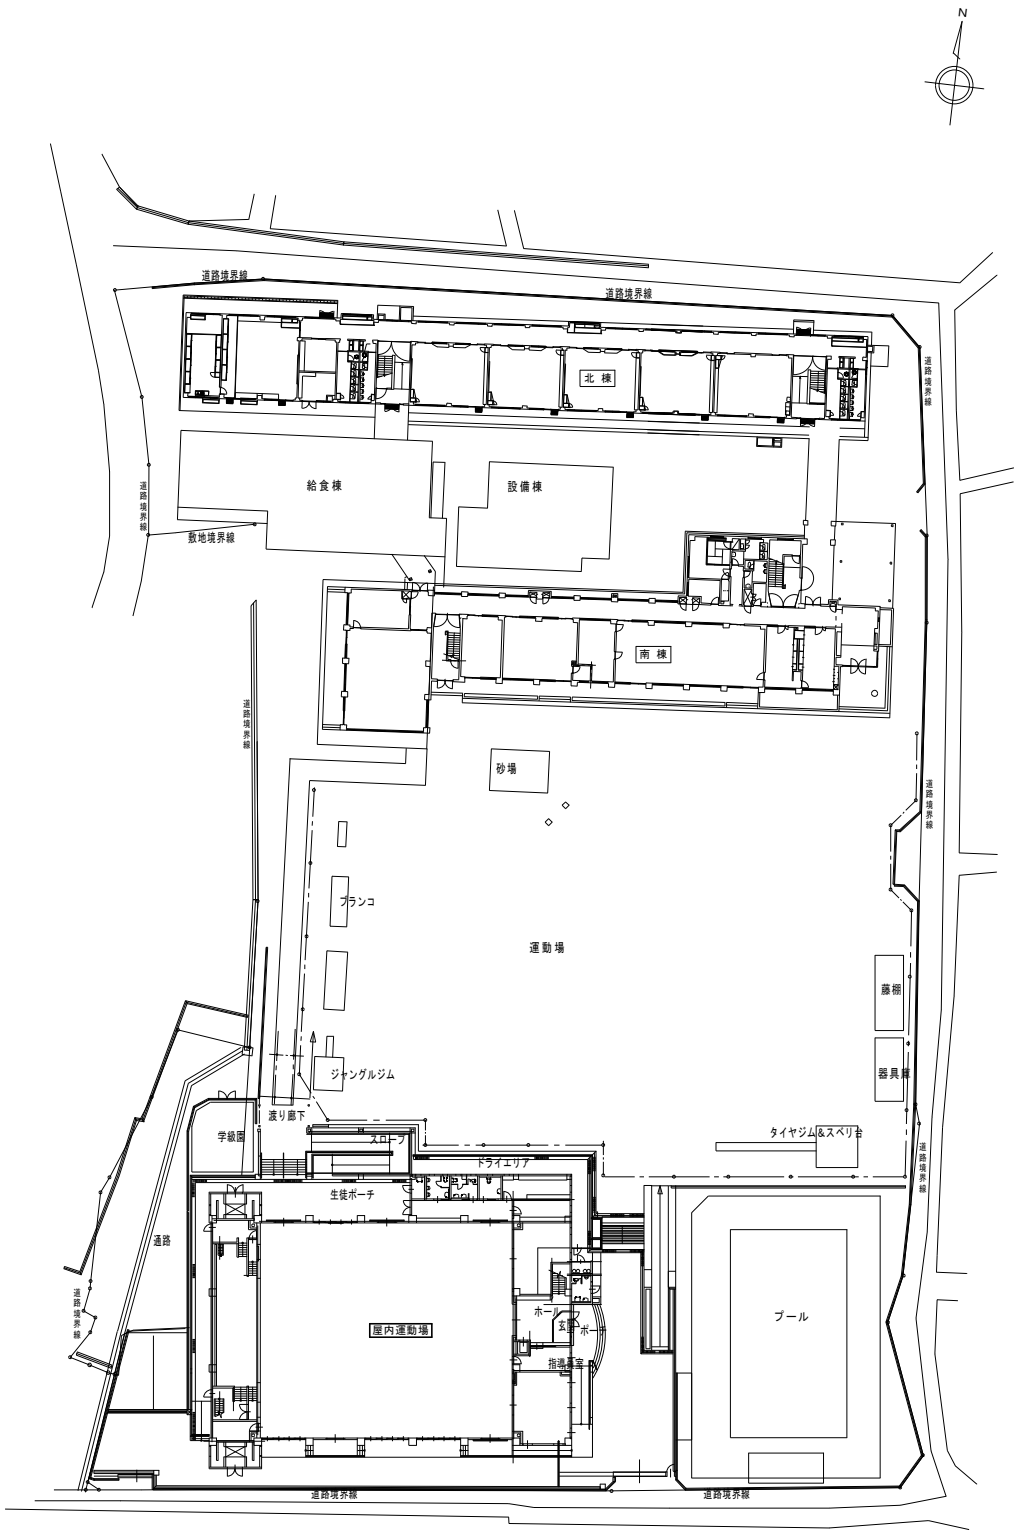 N
道路境界線
道路境界線
道路境界線
北 棟
給食棟
設備棟
道路境界線
敷地境界線
南 棟
道路境界線
砂場
道路境界線
ブランコ
運動場
藤棚
器具庫
ジャングルジム
渡り廊下
学級園
スロープ
タイヤジム&スベリ台
ドライエリア
道路境界線
生徒ポーチ
通路
道路境界線
ホール
玄関
ポーチ
プール
屋内運動場
指導員室
道路境界線
道路境界線